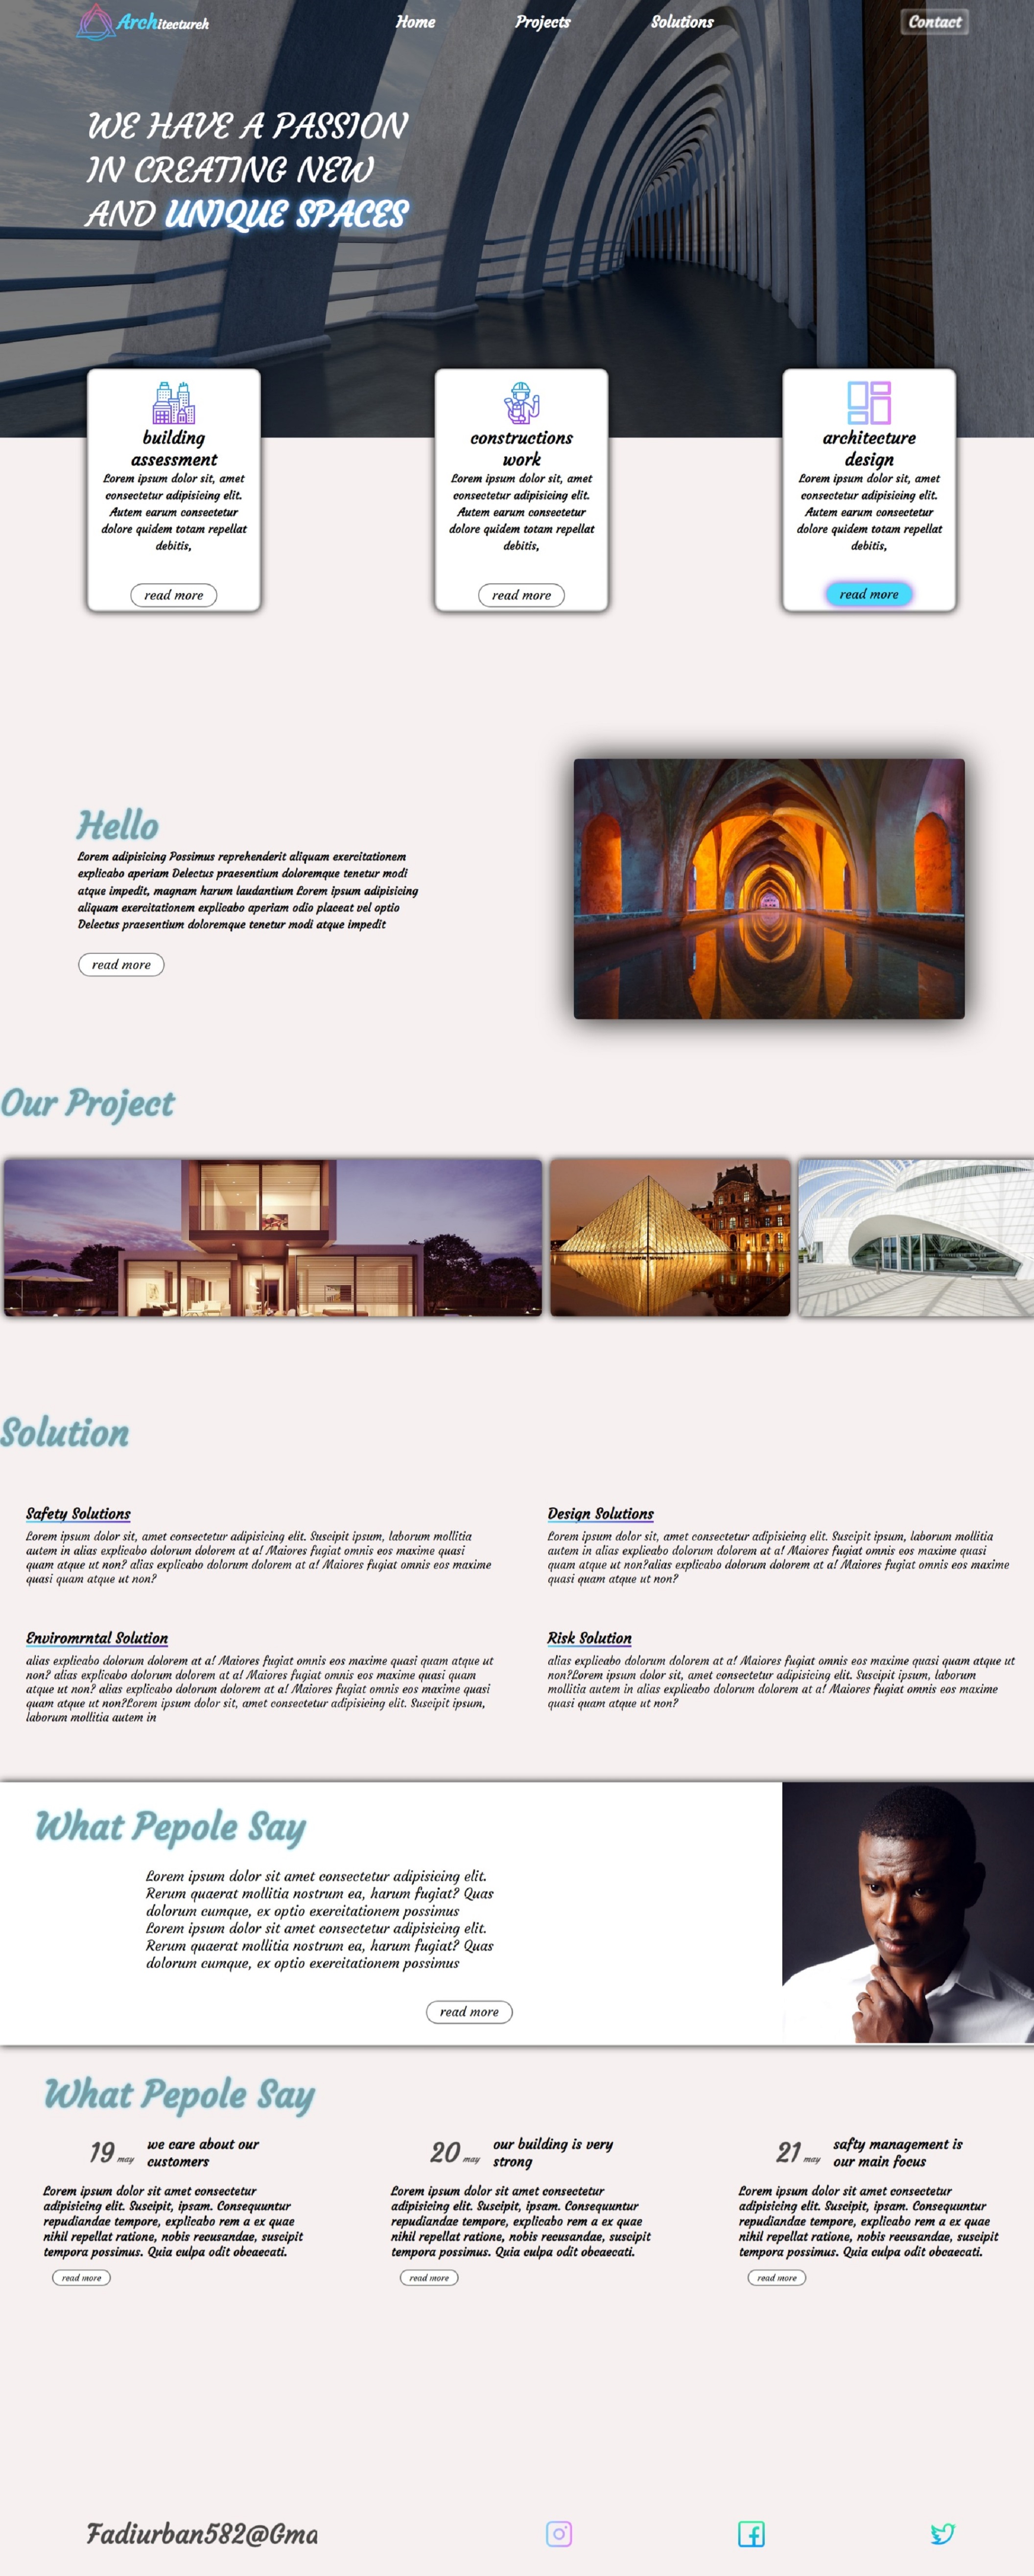 Architectureh
Home
Projects
Solutions
Contact
WE HAVE A PASSION
IN CREATING NEW
AND UNIQUE SPACES
building
assessment
Lorem ipsum dolor sit, amet
consectetur adipisicing elit.
Autem earum consectetur
dolore quidem totam repellat
debitis,
read more
constructions
work
Lorem ipsum dolor sit, amet
consectetur adipisicing elit.
Autem earum consectetur
dolore quidem totam repellat
debitis,
read more
architecture
design
Lorem ipsum dolor sit, amet
consectetur adipisicing elit.
Autem earum consectetur
dolore quidem totam repellat
debitis,
read more
Hello
Lorem adipisicing Possimus reprehenderit aliquam exercitationem
explicabo aperiam Delectus praesentium doloremque tenetur modi
atque impedit, magnam harum laudantium Lorem ipsum adipisicing
aliquam exercitationem explicabo aperiam odio placeat vel optio
Delectus praesentium doloremque tenetur modi atque impedit
read more
Our Project
Solution
Safety Solutions
Lorem ipsum dolor sit, amet consectetur adipisicing elit. Suscipit ipsum, laborum mollitia
autem in alias explicabo dolorum dolorem at a! Maiores fugiat omnis eos maxime quasi
quam atque ut non? alias explicabo dolorum dolorem at a! Maiores fugiat omnis eos maxime
quasi quam atque ut non?
Design Solutions
Lorem ipsum dolor sit, amet consectetur adipisicing elit. Suscipit ipsum, laborum mollitia
autem in alias explicabo dolorum dolorem at a! Maiores fugiat omnis eos maxime quasi
quam atque ut non?alias explicabo dolorum dolorem at a! Maiores fugiat omnis eos maxime
quasi quam atque ut non?
Enviromrntal Solution
alias explicabo dolorum dolorem at a! Maiores fugiat omnis eos maxime quasi quam atque ut
non? alias explicabo dolorum dolorem at a! Maiores fugiat omnis eos maxime quasi quam
atque ut non? alias explicabo dolorum dolorem at a! Maiores fugiat omnis eos maxime quasi
quam atque ut non?Lorem ipsum dolor sit, amet consectetur adipisicing elit. Suscipit ipsum,
laborum mollitia autem in
Risk Solution
alias explicabo dolorum dolorem at a! Maiores fugiat omnis eos maxime quasi quam atque ut
non?Lorem ipsum dolor sit, amet consectetur adipisicing elit. Suscipit ipsum, laborum
mollitia autem in alias explicabo dolorum dolorem at a! Maiores fugiat omnis eos maxime
quasi quam atque ut non?
What Pepole Say
Lorem ipsum dolor sit amet consectetur adipisicing elit.
Rerum quaerat mollitia nostrum ea, harum fugiat? Quas
dolorum cumque, ex optio exercitationem possimus
Lorem ipsum dolor sit amet consectetur adipisicing elit.
Rerum quaerat mollitia nostrum ea, harum fugiat? Quas
dolorum cumque, ex optio exercitationem possimus
read more
What Pepole Say
19 may
we care about our
customers
Lorem ipsum dolor sit amet consectetur
adipisicing elit. Suscipit, ipsam. Consequuntur
repudiandae tempore, explicabo rem a ex quae
nihil repellat ratione, nobis recusandae, suscipit
tempora possimus. Quia culpa odit obcaecati.
read more
20 may
our building is very
strong
Lorem ipsum dolor sit amet consectetur
adipisicing elit. Suscipit, ipsam. Consequuntur
repudiandae tempore, explicabo rem a ex quae
nihil repellat ratione, nobis recusandae, suscipit
tempora possimus. Quia culpa odit obcaecati.
read more
21 may
safty management is
our main focus
Lorem ipsum dolor sit amet consectetur
adipisicing elit. Suscipit, ipsam. Consequuntur
repudiandae tempore, explicabo rem a ex quae
nihil repellat ratione, nobis recusandae, suscipit
tempora possimus. Quia culpa odit obcaecati.
read more
Fadiurban582@Gma